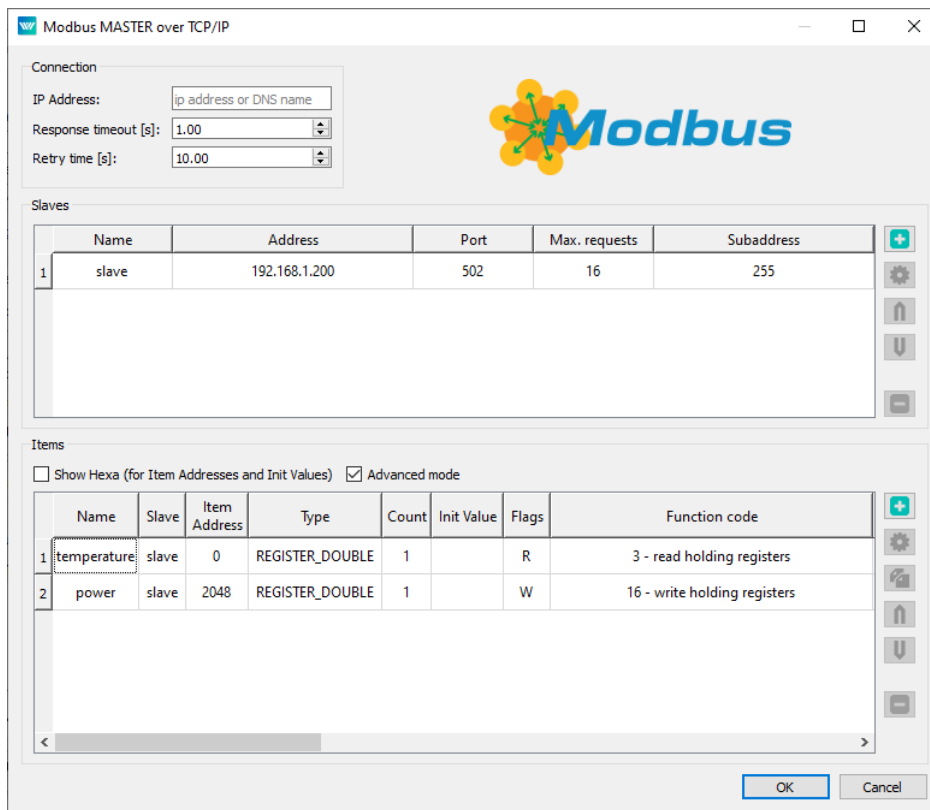 Modbus MASTER over TCP/IP
Connection
IP Address: ip address or DNS name
Response timeout [s]: 1.00
Retry time [s]: 10.00
Modbus
Slaves
Name Address Port Max. requests Subaddress
1 slave 192.168.1.200 502 16 255
Items
Show Hexa (for Item Addresses and Init Values) Advanced mode
Name Slave Item Address Type Count Init Value Flags Function code
1 temperature slave 0 REGISTER_DOUBLE 1 R 3 - read holding registers
2 power slave 2048 REGISTER_DOUBLE 1 W 16 - write holding registers
OK Cancel